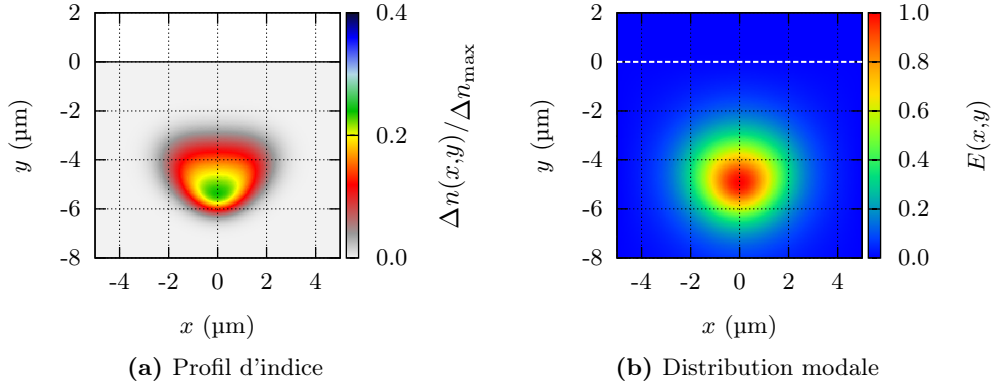 2
0
-2
-4
-6
-8
y (µm)
-4 -2 0 2 4
x (µm)
0.4
0.2
0.0
Δn(x,y)/Δn_max
(a) Profil d'indice
2
0
-2
-4
-6
-8
y (µm)
-4 -2 0 2 4
x (µm)
1.0
0.8
0.6
0.4
0.2
0.0
E(x,y)
(b) Distribution modale